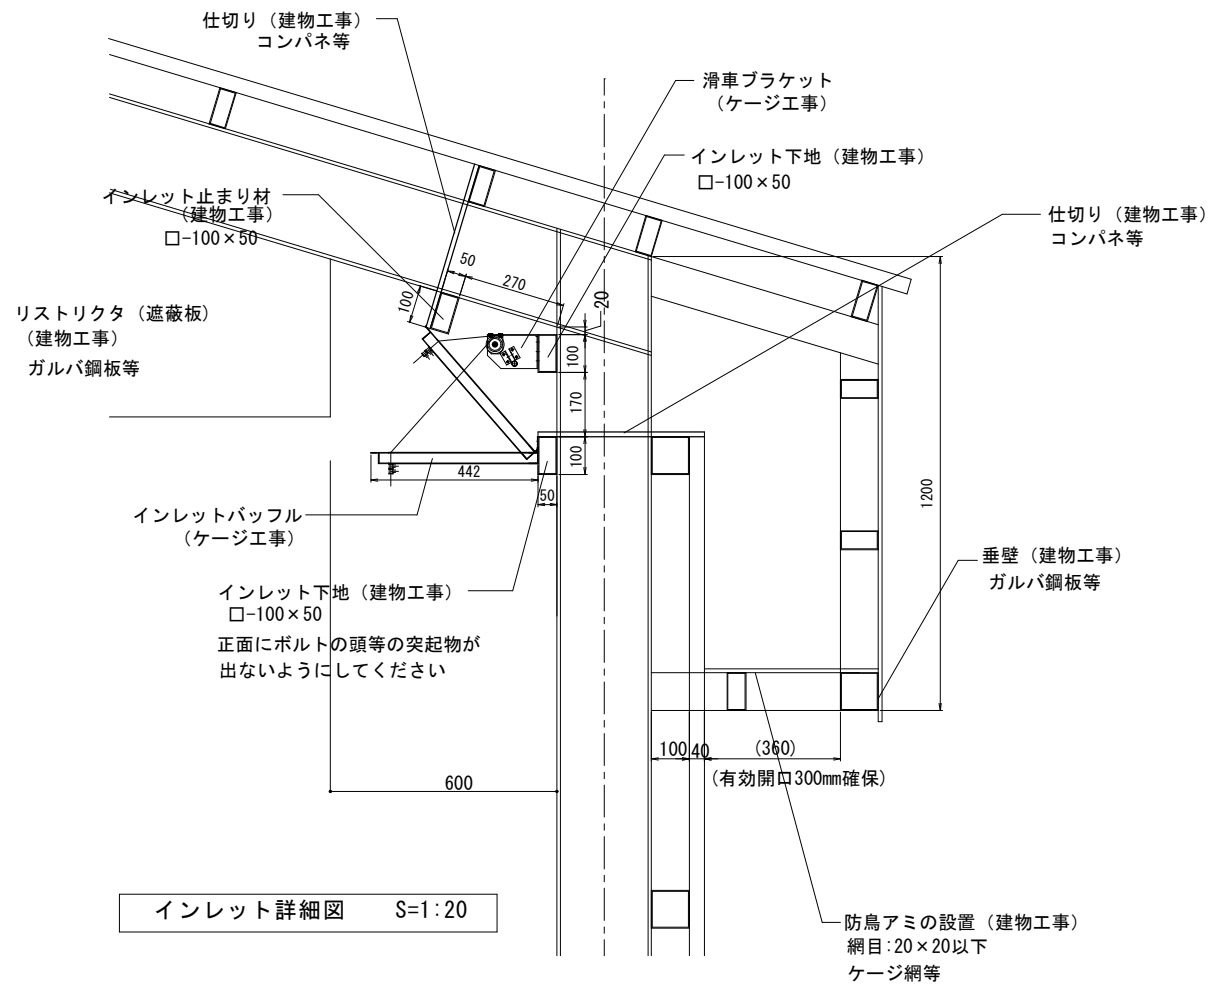 仕切り（建物工事）
コンパネ等
滑車ブラケット
（ケージ工事）
インレット下地（建物工事）
□-100×50
インレット止まり材
（建物工事）
□-100×50
仕切り（建物工事）
コンパネ等
50
270
100
20
リストリクタ（遮蔽板）
（建物工事）
ガルバ鋼板等
100
170
100
442
50
1200
インレットバッフル
（ケージ工事）
垂壁（建物工事）
ガルバ鋼板等
インレット下地（建物工事）
□-100×50
正面にボルトの頭等の突起物が
出ないようにしてください
100
40
(360)
(有効開口300mm確保)
600
インレット詳細図 S=1:20
防鳥アミの設置（建物工事）
網目:20×20以下
ケージ網等